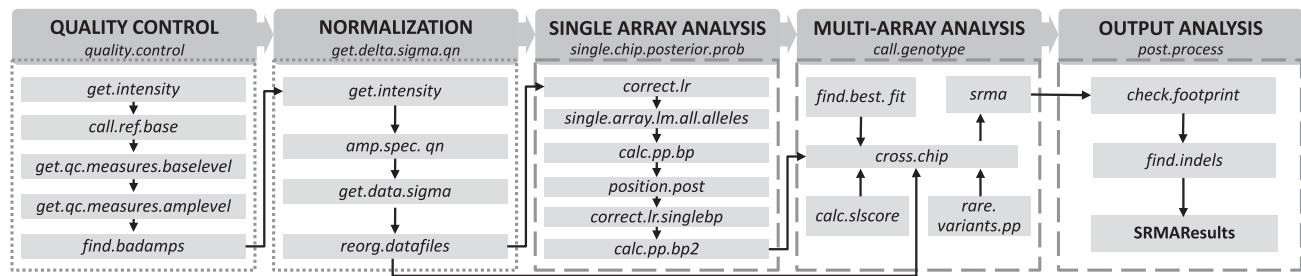 QUALITY CONTROL
quality.control
get.intensity
call.ref.base
get.qc.measures.baselevel
get.qc.measures.amplevel
find.badamps
NORMALIZATION
get.delta.sigma.qn
get.intensity
amp.spec. qn
get.data.sigma
reorg.datafiles
SINGLE ARRAY ANALYSIS
single.chip.posterior.prob
correct.lr
single.array.lm.all.alleles
calc.pp.bp
position.post
correct.lr.singlebp
calc.pp.bp2
MULTI-ARRAY ANALYSIS
call.genotype
find.best. fit
srma
cross.chip
calc.slscore
rare.
variants.pp
OUTPUT ANALYSIS
post.process
check.footprint
find.indels
SRMAResults